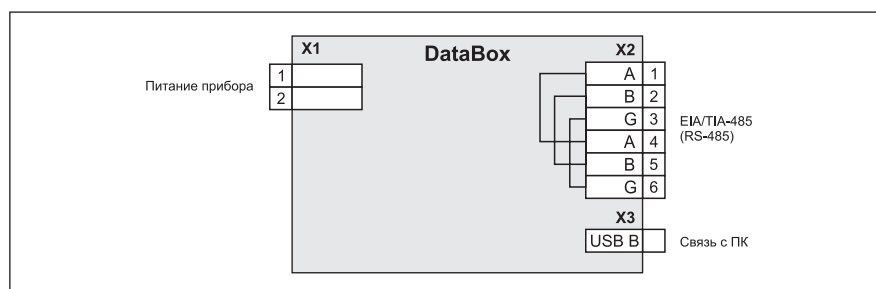 X1
DataBox
X2
1
2
Питание прибора
A 1
B 2
G 3
A 4
B 5
G 6
EIA/TIA-485
(RS-485)
X3
USB B
Связь с ПК